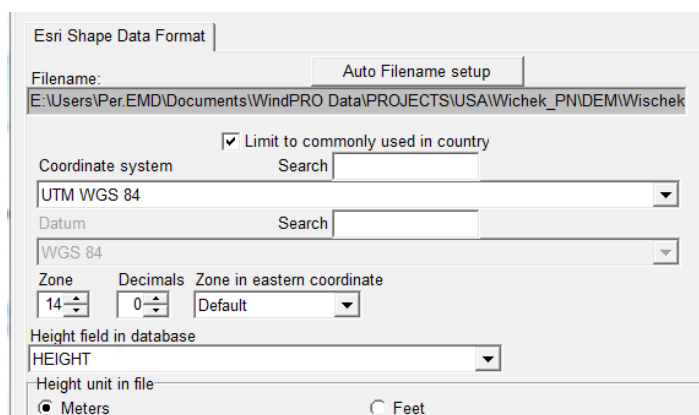 Esri Shape Data Format
Filename:
Auto Filename setup
E:\Users\Per.EMD\Documents\WindPRO Data\PROJECTS\USA\Wichek_PN\DEM\Wischek
Limit to commonly used in country
Coordinate system Search
UTM WGS 84
Datum Search
WGS 84
Zone Decimals Zone in eastern coordinate
14 0 Default
Height field in database
HEIGHT
Height unit in file
Meters Feet